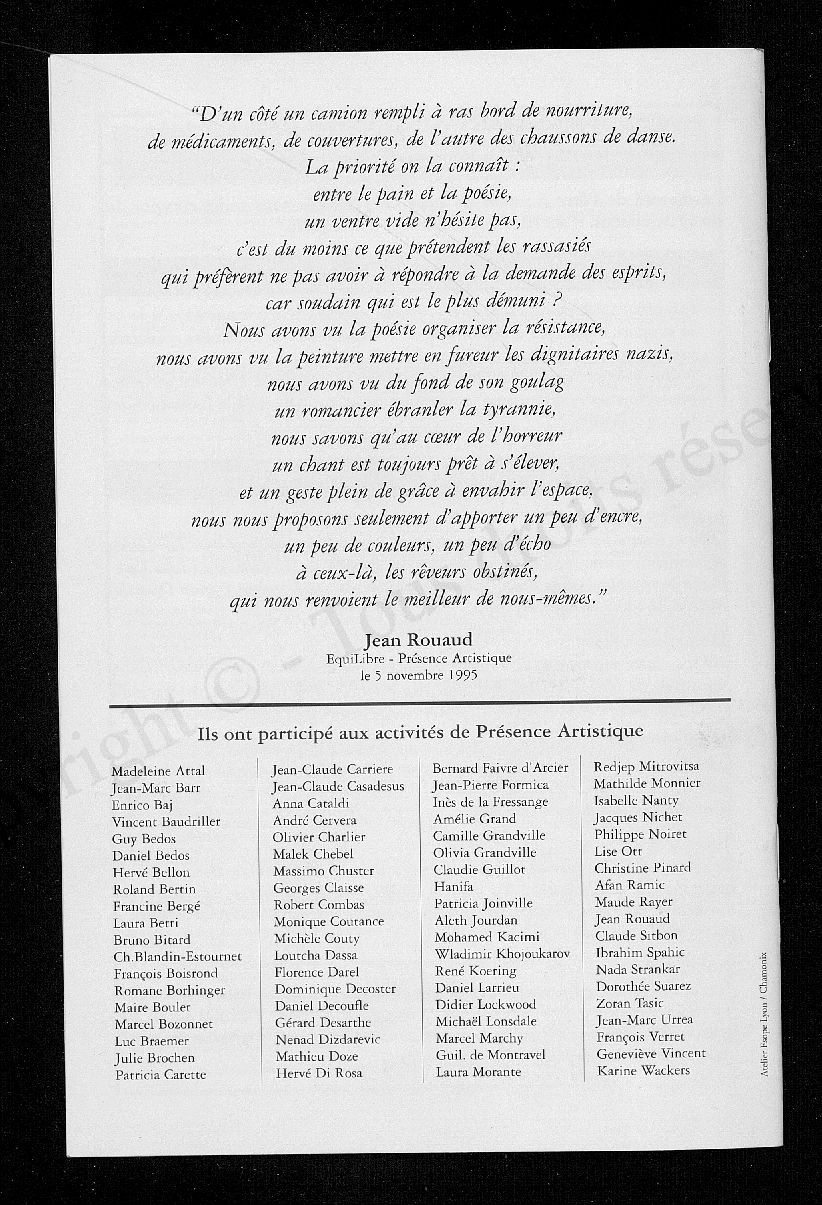 “D’un côté un camion rempli à ras bord de nourriture,
de médicaments, de couvertures, de l’autre des chaussons de danse.
La priorité on la connaît :
entre le pain et la poésie,
un ventre vide n’hésite pas,
c’est du moins ce que prétendent les rassasiés
qui préfèrent ne pas avoir à répondre à la demande des esprits,
car soudain qui est le plus démuni ?
Nous avons vu la poésie organiser la résistance,
nous avons vu la peinture mettre en fureur les dignitaires nazis,
nous avons vu du fond de son goulag
un romancier ébranler la tyrannie,
nous savons qu’au cœur de l’horreur
un chant est toujours prêt à s’élever,
et un geste plein de grâce à envahir l’espace,
nous nous proposons seulement d’apporter un peu d’encre,
un peu de couleurs, un peu d’écho
à ceux-là, les rêveurs obstinés,
qui nous renvoient le meilleur de nous-mêmes.”
Jean Rouaud
EquiLibre - Présence Artistique
le 5 novembre 1995
Ils ont participé aux activités de Présence Artistique
Madeleine Attal
Jean-Marc Barr
Enrico Baj
Vincent Baudriller
Guy Bedos
Daniel Bedos
Hervé Bellon
Roland Bertin
Francine Bergé
Laura Berri
Bruno Bitard
Ch.Blandin-Estournet
François Boisrond
Romane Borhinger
Maire Bouler
Marcel Bozonnet
Luc Braemer
Julie Brochen
Patricia Carette
Jean-Claude Carriere
Jean-Claude Casadesus
Anna Cataldi
André Cervera
Olivier Charlier
Malek Chebel
Massimo Chuster
Georges Claisse
Robert Combas
Monique Coutance
Michèle Couty
Loutcha Dassa
Florence Darel
Dominique Decoster
Daniel Decoufle
Gérard Desarthe
Nenad Dizdarevic
Mathieu Doze
Hervé Di Rosa
Bernard Faivre d’Arcier
Jean-Pierre Formica
Inès de la Fressange
Amélie Grand
Camille Grandville
Olivia Grandville
Claudie Guillot
Hanifa
Patricia Joinville
Aleth Jourdan
Mohamed Kacimi
Wladimir Khojoukarov
René Koering
Daniel Larrieu
Didier Lockwood
Michaël Lonsdale
Marcel Marchy
Guil. de Montravel
Laura Morante
Redjep Mitrovitsa
Mathilde Monnier
Isabelle Nanty
Jacques Nichet
Philippe Noiret
Lise Ott
Christine Pinard
Afan Ramic
Maude Rayer
Jean Rouaud
Claude Sitbon
Ibrahim Spahic
Nada Strankar
Dorothée Suarez
Zoran Tasic
Jean-Marc Urrea
François Verret
Geneviève Vincent
Karine Wackers
Atelier Esope Lyon / Chamonix
right © - Tous droits réser